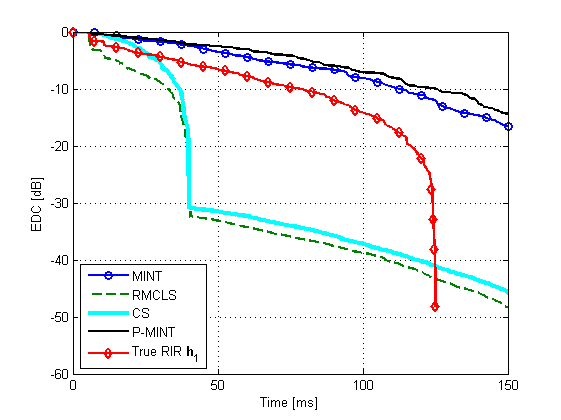 0
-10
-20
-30
-40
-50
-60
EDC [dB]
MINT
RMCLS
CS
P-MINT
True RIR h1
0 50 100 150
Time [ms]